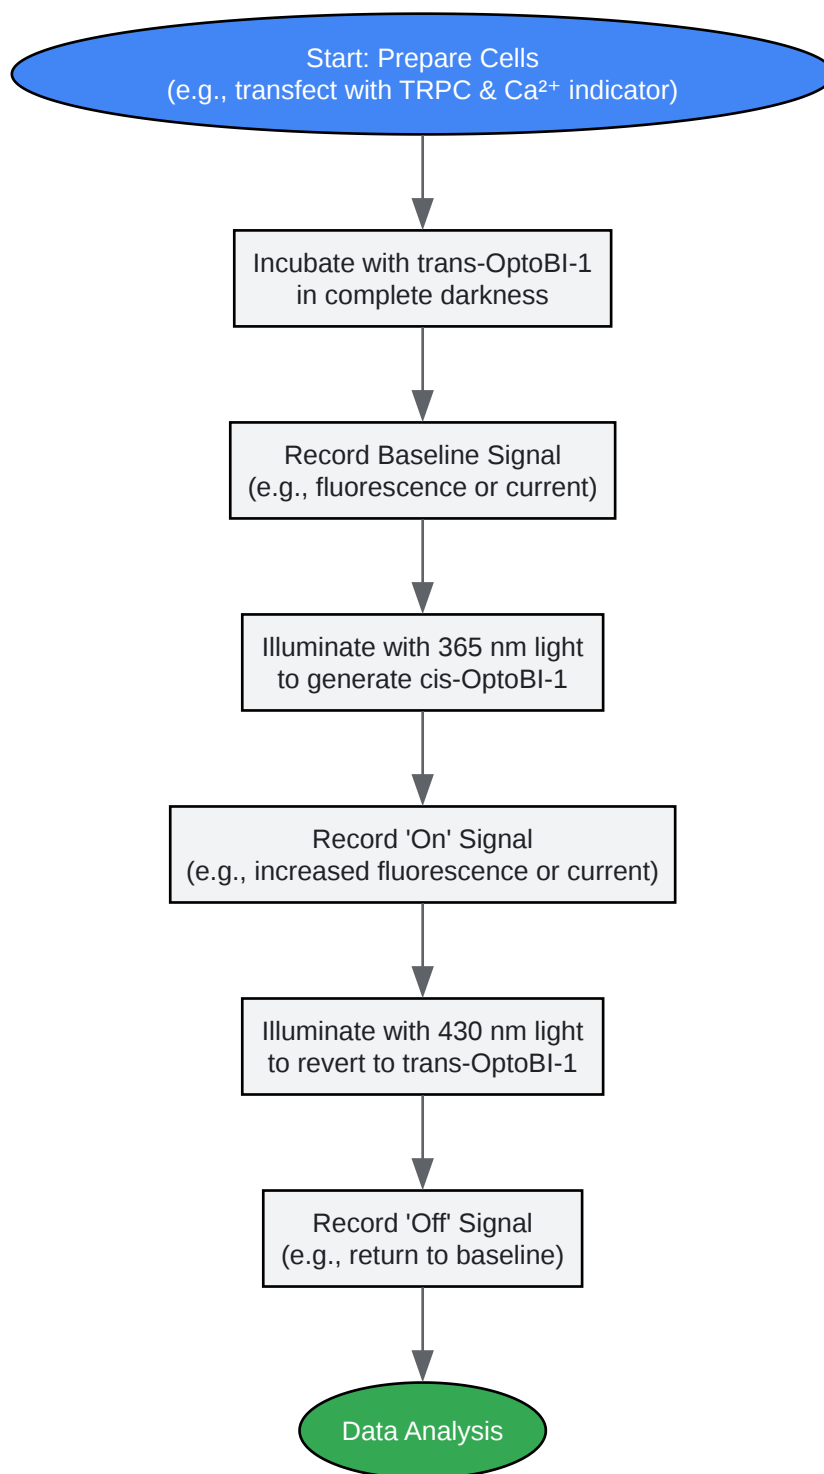 Start: Prepare Cells
(e.g., transfect with TRPC & Ca²⁺ indicator)
Incubate with trans-OptoBI-1
in complete darkness
Record Baseline Signal
(e.g., fluorescence or current)
Illuminate with 365 nm light
to generate cis-OptoBI-1
Record 'On' Signal
(e.g., increased fluorescence or current)
Illuminate with 430 nm light
to revert to trans-OptoBI-1
Record 'Off' Signal
(e.g., return to baseline)
Data Analysis